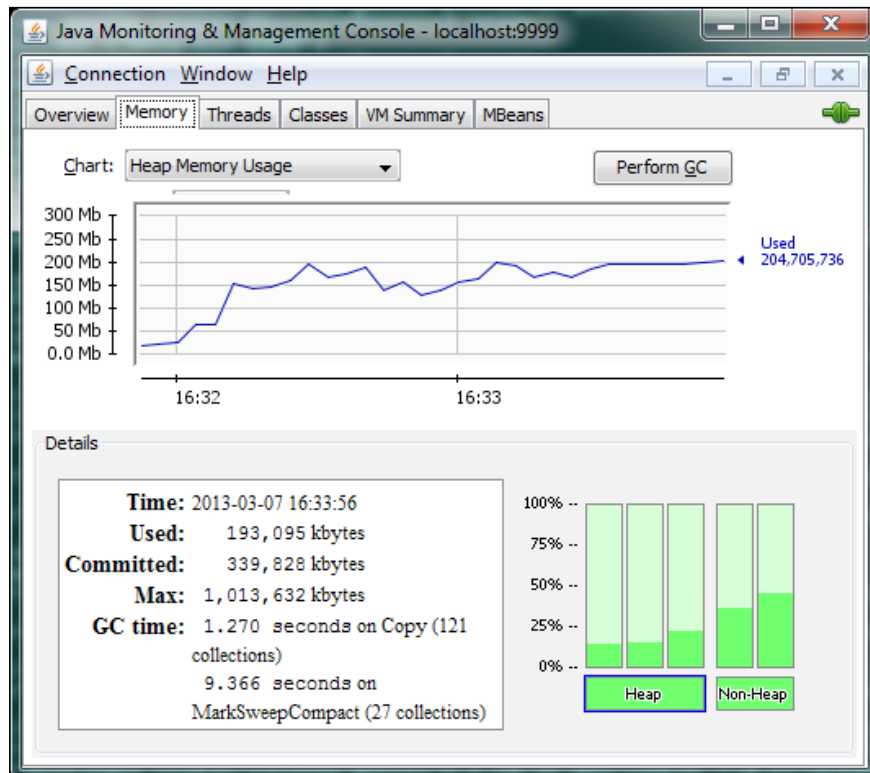 Java Monitoring & Management Console - localhost:9999
Connection Window Help
Overview Memory Threads Classes VM Summary MBeans
Chart: Heap Memory Usage Perform GC
300 Mb
250 Mb
200 Mb
150 Mb
100 Mb
50 Mb
0.0 Mb
Used
204,705,736
16:32 16:33
Details
Time: 2013-03-07 16:33:56
Used: 193,095 kbytes
Committed: 339,828 kbytes
Max: 1,013,632 kbytes
GC time: 1.270 seconds on Copy (121
collections)
9.366 seconds on
MarkSweepCompact (27 collections)
100% --
75% --
50% --
25% --
0% --
Heap Non-Heap